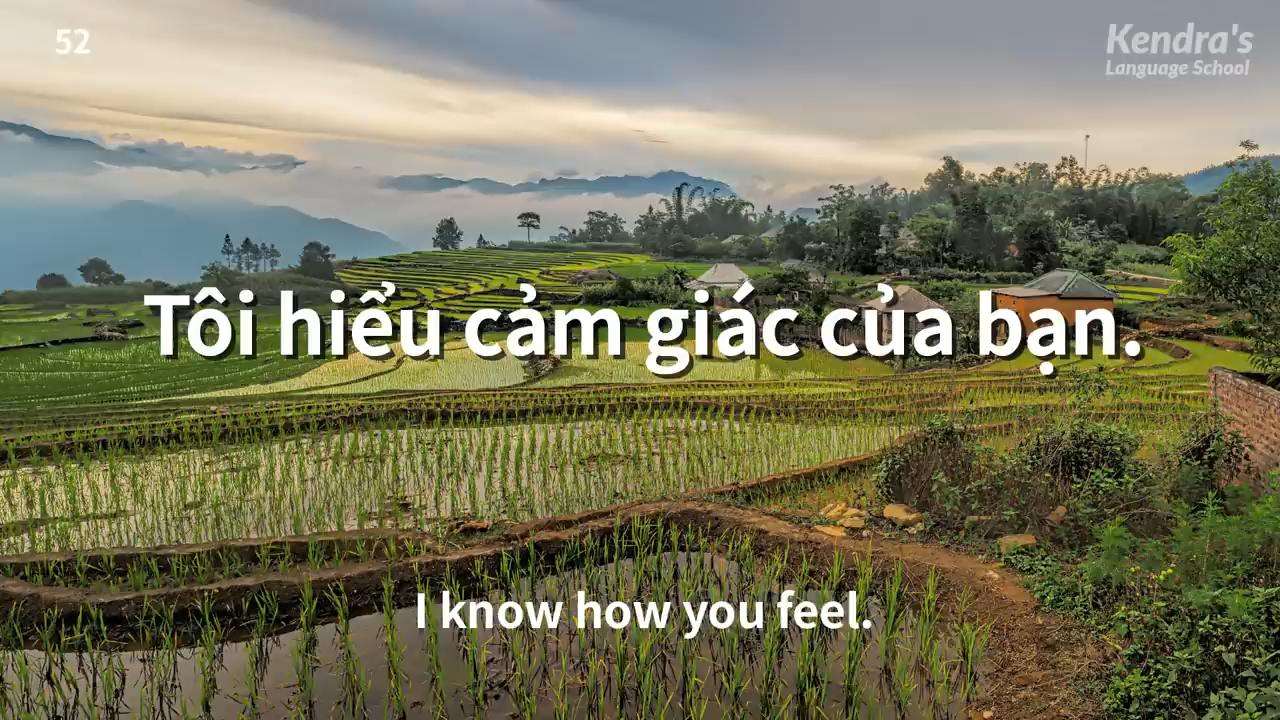 52
Kendra's
Language School
Tôi hiểu cảm giác của bạn.
I know how you feel.